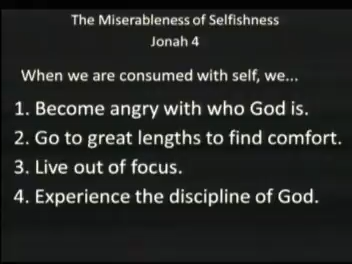 The Miserableness of Selfishness
Jonah 4
When we are consumed with self, we...
1. Become angry with who God is.
2. Go to great lengths to find comfort.
3. Live out of focus.
4. Experience the discipline of God.